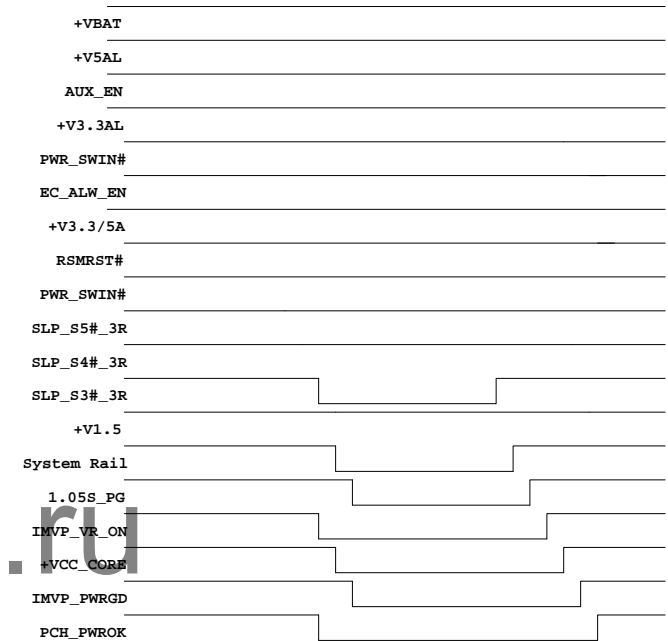 +VBAT
+V5AL
AUX_EN
+V3.3AL
PWR_SWIN#
EC_ALW_EN
+V3.3/5A
RSMRST#
PWR_SWIN#
SLP_S5#_3R
SLP_S4#_3R
SLP_S3#_3R
+V1.5
System Rail
1.05S_PG
IMVP_VR_ON
.ru
+VCC_CORE
IMVP_PWRGD
PCH_PWROK